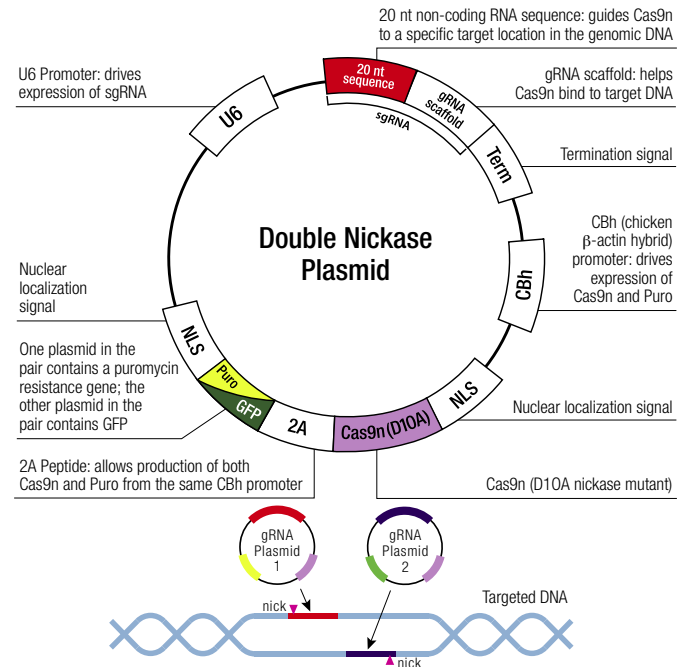 20 nt non-coding RNA sequence: guides Cas9n
to a specific target location in the genomic DNA
U6 Promoter: drives
expression of sgRNA
gRNA scaffold: helps
Cas9n bind to target DNA
20 nt
sequence
gRNA
scaffold
sgRNA
U6
Term
Termination signal
Double Nickase
Plasmid
CBh (chicken
β-actin hybrid)
promoter: drives
expression of
Cas9n and Puro
CBh
Nuclear
localization
signal
NLS
One plasmid in the
pair contains a puromycin
resistance gene; the
other plasmid in the
pair contains GFP
Puro
GFP
2A
Cas9n (D10A)
NLS
Nuclear localization signal
2A Peptide: allows production of both
Cas9n and Puro from the same CBh promoter
Cas9n (D10A nickase mutant)
gRNA
Plasmid
1
gRNA
Plasmid
2
Targeted DNA
nick
nick